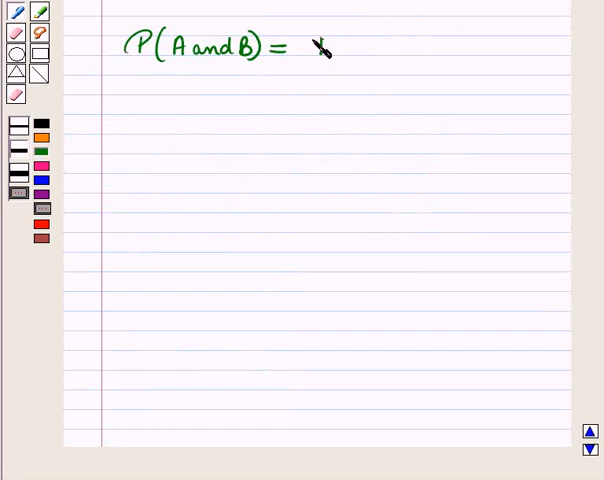 P(A and B) =